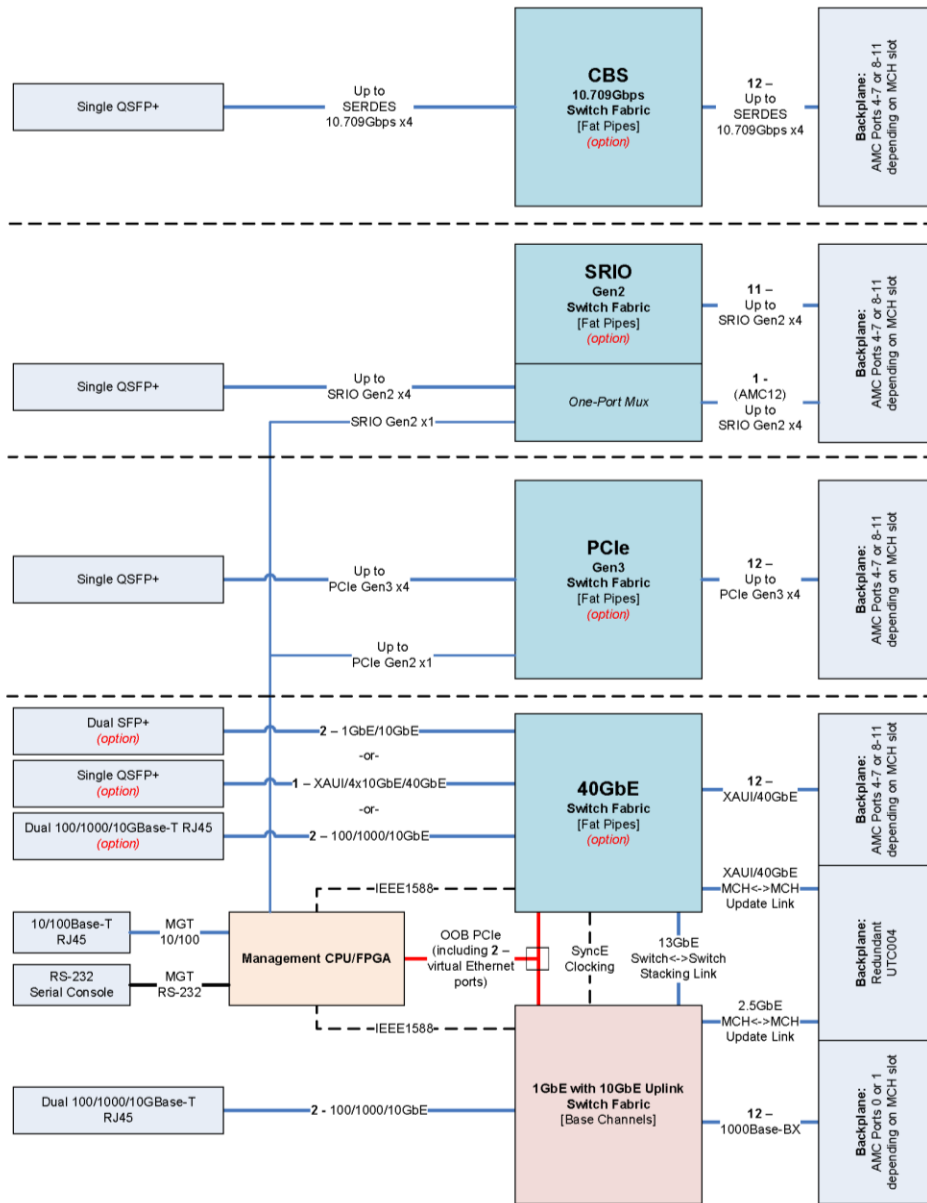 Single QSFP+
Up to
SERDES
10.709Gbps x4
CBS
10.709Gbps
Switch Fabric
[Fat Pipes]
(option)
12 –
Up to
SERDES
10.709Gbps x4
Backplane:
AMC Ports 4-7 or 8-11
depending on MCH slot
SRIO
Gen2
Switch Fabric
[Fat Pipes]
(option)
11 –
Up to
SRIO Gen2 x4
Backplane:
AMC Ports 4-7 or 8-11
depending on MCH slot
Single QSFP+
Up to
SRIO Gen2 x4
SRIO Gen2 x1
One-Port Mux
1 -
(AMC12)
Up to
SRIO Gen2 x4
Single QSFP+
Up to
PCIe Gen3 x4
Up to
PCIe Gen2 x1
PCIe
Gen3
Switch Fabric
[Fat Pipes]
(option)
12 –
Up to
PCIe Gen3 x4
Backplane:
AMC Ports 4-7 or 8-11
depending on MCH slot
Dual SFP+
(option)
2 – 1GbE/10GbE
-or-
Single QSFP+
(option)
1 – XAUI/4x10GbE/40GbE
-or-
Dual 100/1000/10GBase-T RJ45
(option)
2 – 100/1000/10GbE
40GbE
Switch Fabric
[Fat Pipes]
(option)
12 –
XAUI/40GbE
Backplane:
AMC Ports 4-7 or 8-11
depending on MCH slot
XAUI/40GbE
MCH<->MCH
Update Link
IEEE1588
10/100Base-T
RJ45
MGT
10/100
Management CPU/FPGA
OOB PCIe
(including 2 –
virtual Ethernet
ports)
SyncE
Clocking
13GbE
Switch<->Switch
Stacking Link
Backplane:
Redundant
UTC004
RS-232
Serial Console
MGT
RS-232
IEEE1588
2.5GbE
MCH<->MCH
Update Link
Dual 100/1000/10GBase-T
RJ45
2 - 100/1000/10GbE
1GbE with 10GbE Uplink
Switch Fabric
[Base Channels]
12 –
1000Base-BX
Backplane:
AMC Ports 0 or 1
depending on MCH slot